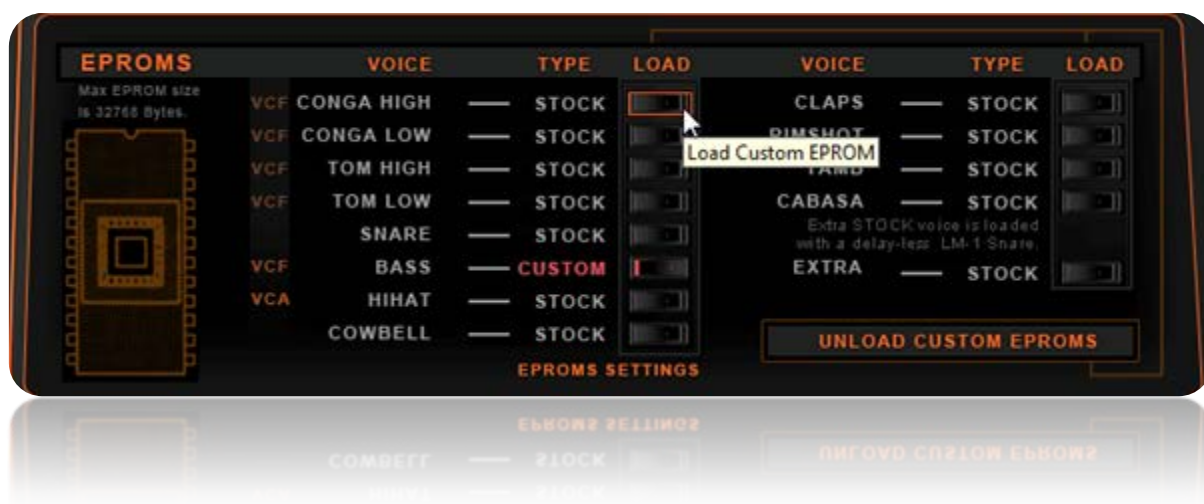 EPROMS VOICE TYPE LOAD VOICE TYPE LOAD
Max EPROM size
is 32768 Bytes.
VCF CONGA HIGH — STOCK CLAPS — STOCK
VCF CONGA LOW — STOCK RIMSHOT
Load Custom EPROM
VCF TOM HIGH — STOCK TAMB — STOCK
VCF TOM LOW — STOCK CABASA — STOCK
Extra STOCK voice is loaded
with a delay-less LM-1 Snare.
SNARE — STOCK
VCF BASS — CUSTOM EXTRA — STOCK
VCA HIHAT — STOCK
COWBELL — STOCK UNLOAD CUSTOM EPROMS
EPROMS SETTINGS